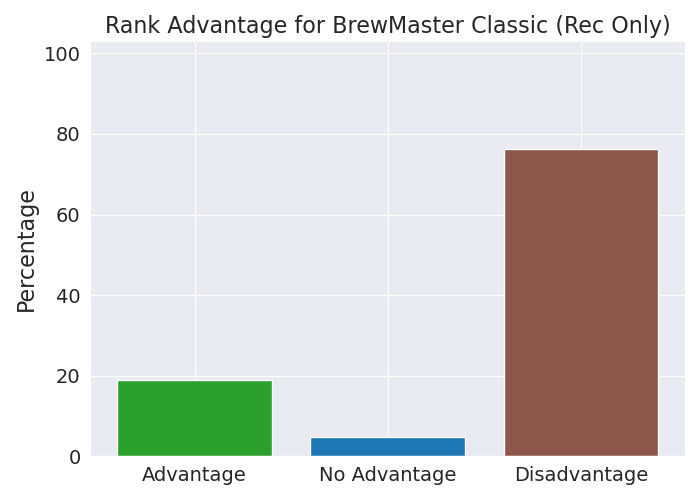 Rank Advantage for BrewMaster Classic (Rec Only)
100
80
60
40
20
0
Percentage
Advantage
No Advantage
Disadvantage